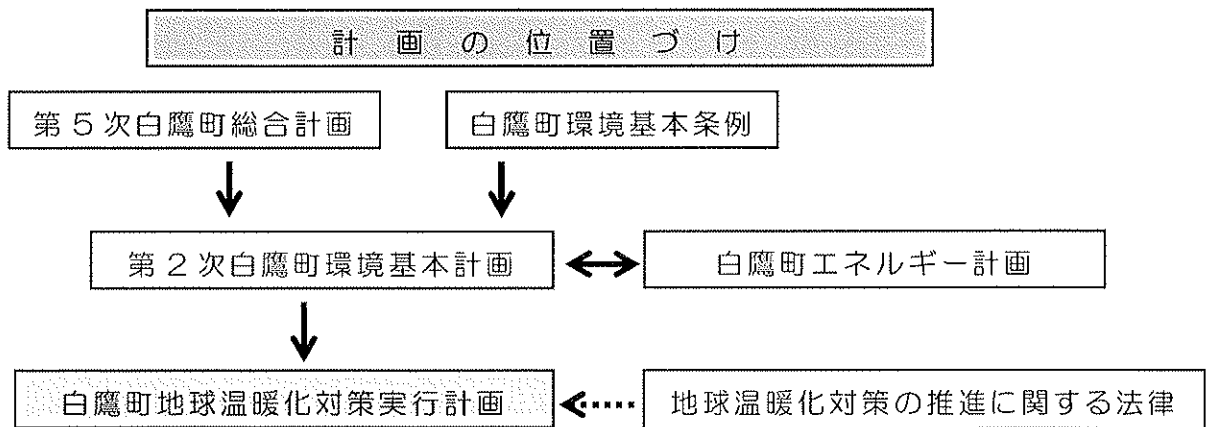 計画の位置づけ
第5次白鷹町総合計画
白鷹町環境基本条例
第2次白鷹町環境基本計画
白鷹町エネルギー計画
白鷹町地球温暖化対策実行計画
地球温暖化対策の推進に関する法律